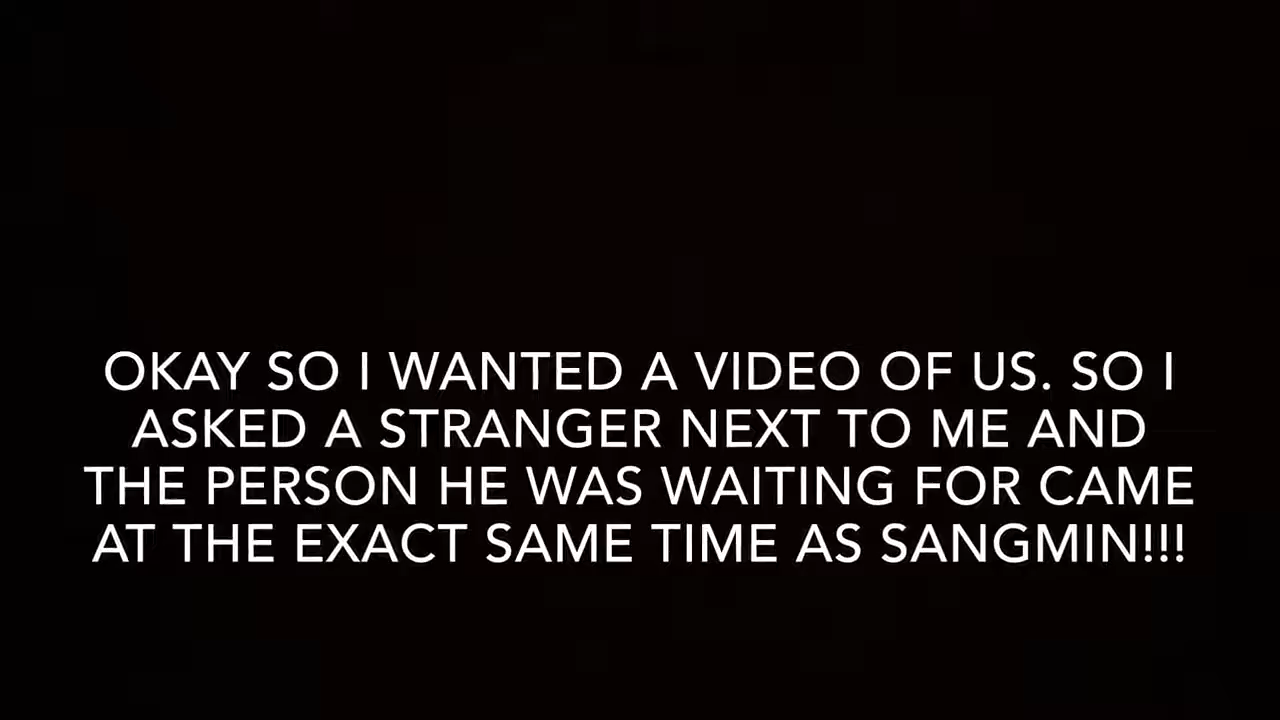 OKAY SO I WANTED A VIDEO OF US. SO I
ASKED A STRANGER NEXT TO ME AND
THE PERSON HE WAS WAITING FOR CAME
AT THE EXACT SAME TIME AS SANGMIN!!!